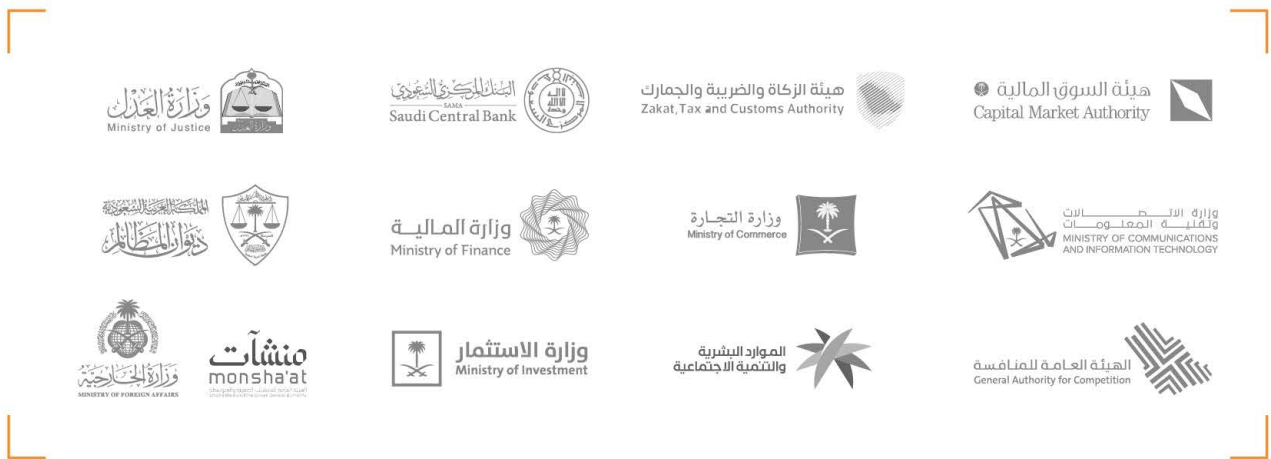 وزارة العدل
Ministry of Justice
البنك المركزي السعودي
SAMA
Saudi Central Bank
هيئة الزكاة والضريبة والجمارك
Zakat, Tax and Customs Authority
هيئة السوق المالية
Capital Market Authority
المملكة العربية السعودية
ديوان المظالم
وزارة المالية
Ministry of Finance
وزارة التجارة
Ministry of Commerce
وزارة الاتصالات
وتقنية المعلومات
MINISTRY OF COMMUNICATIONS
AND INFORMATION TECHNOLOGY
وزارة الخارجية
MINISTRY OF FOREIGN AFFAIRS
منشآت
monsha'at
وزارة الاستثمار
Ministry of Investment
الموارد البشرية
والتنمية الاجتماعية
الهيئة العامة للمنافسة
General Authority for Competition